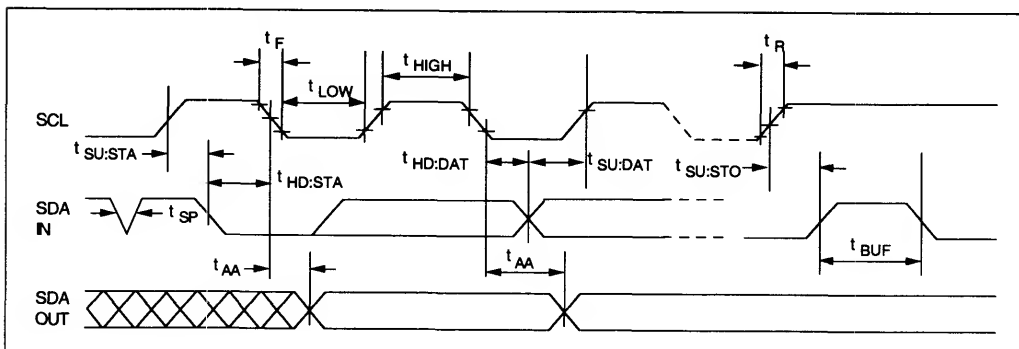 t F
t R
t HIGH
t LOW
SCL
t SU:STA
t HD:STA
t HD:DAT
t SU:DAT
t SU:STO
SDA
IN
t SP
t BUF
t AA
t AA
SDA
OUT